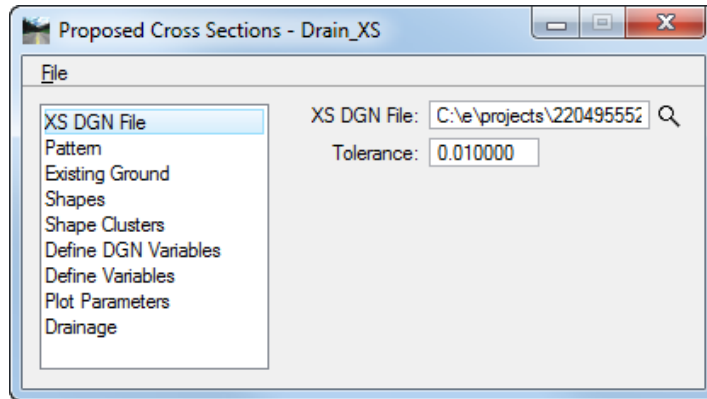 Proposed Cross Sections - Drain_XS
File
XS DGN File
Pattern
Existing Ground
Shapes
Shape Clusters
Define DGN Variables
Define Variables
Plot Parameters
Drainage
XS DGN File: C:\e\projects\220495552
Tolerance: 0.010000